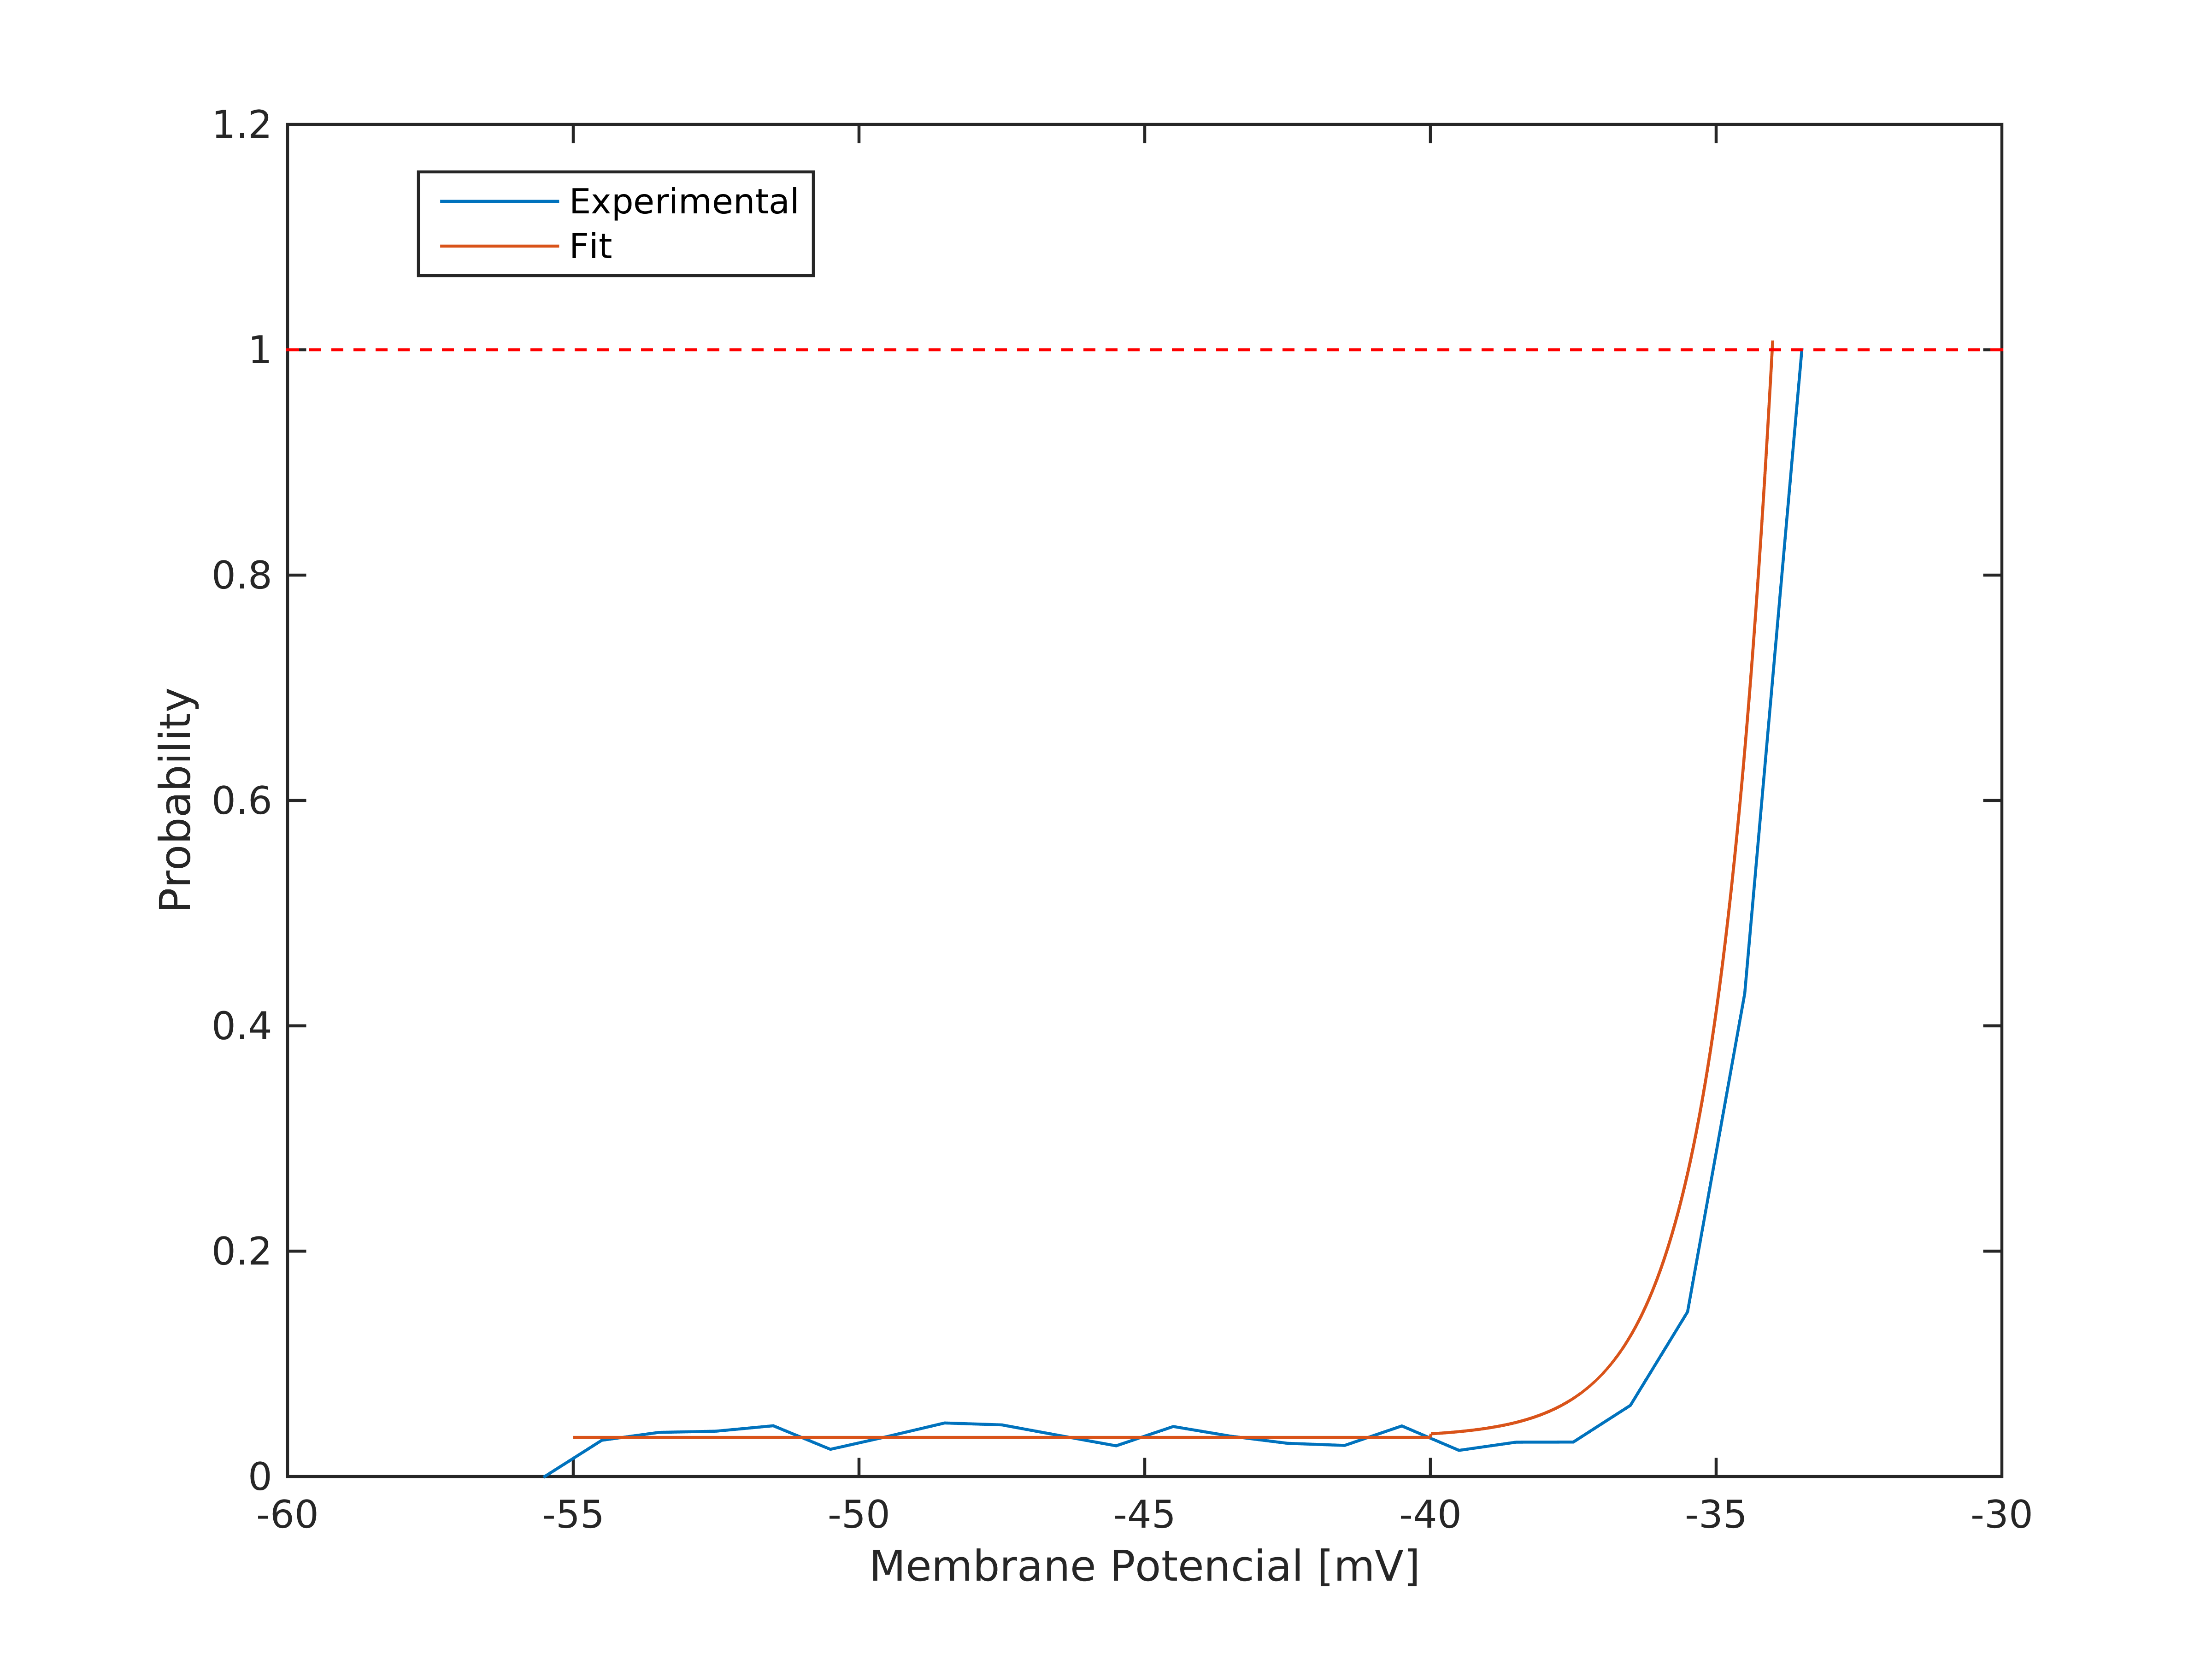 1.2
Experimental
Fit
1
0.8
0.6
0.4
0.2
0
Probability
-60 -55 -50 -45 -40 -35 -30
Membrane Potencial [mV]